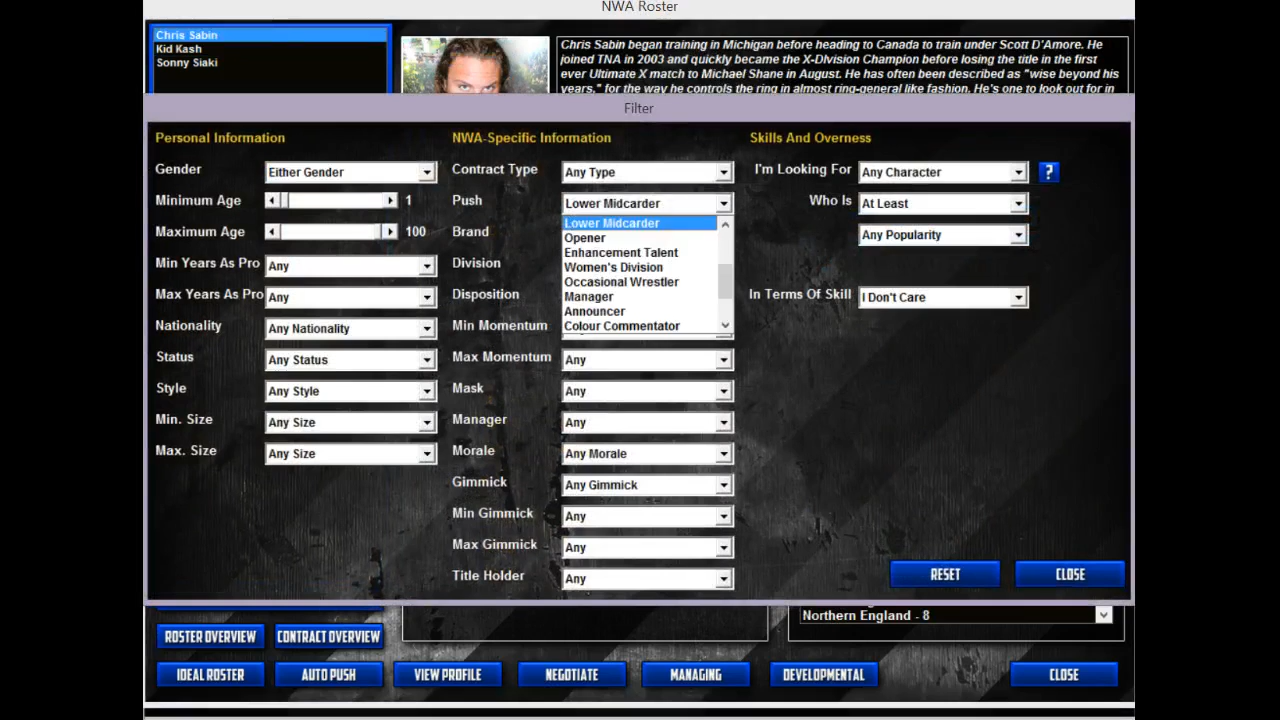 NWA Roster
Chris Sabin
Kid Kash
Sonny Siaki
Chris Sabin began training in Michigan before heading to Canada to train under Scott D'Amore. He
joined TNA in 2003 and quickly became the X-Division Champion before losing the title in the first
ever Ultimate X match to Michael Shane in August. He has often been described as "wise beyond his
years," for the way he controls the ring in almost ring-general like fashion. He's one to look out for in
Filter
Personal Information
Gender Either Gender
Minimum Age 1
Maximum Age 100
Min Years As Pro Any
Max Years As Pro Any
Nationality Any Nationality
Status Any Status
Style Any Style
Min. Size Any Size
Max. Size Any Size
NWA-Specific Information
Contract Type Any Type
Push Lower Midcarder
Lower Midcarder
Opener
Enhancement Talent
Women's Division
Occasional Wrestler
Manager
Announcer
Colour Commentator
Brand
Division
Disposition
Min Momentum
Max Momentum Any
Mask Any
Manager Any
Morale Any Morale
Gimmick Any Gimmick
Min Gimmick Any
Max Gimmick Any
Title Holder Any
Skills And Overness
I'm Looking For Any Character ?
Who Is At Least
Any Popularity
In Terms Of Skill I Don't Care
RESET CLOSE
Northern England - 8
ROSTER OVERVIEW CONTRACT OVERVIEW
IDEAL ROSTER AUTO PUSH VIEW PROFILE NEGOTIATE MANAGING DEVELOPMENTAL CLOSE